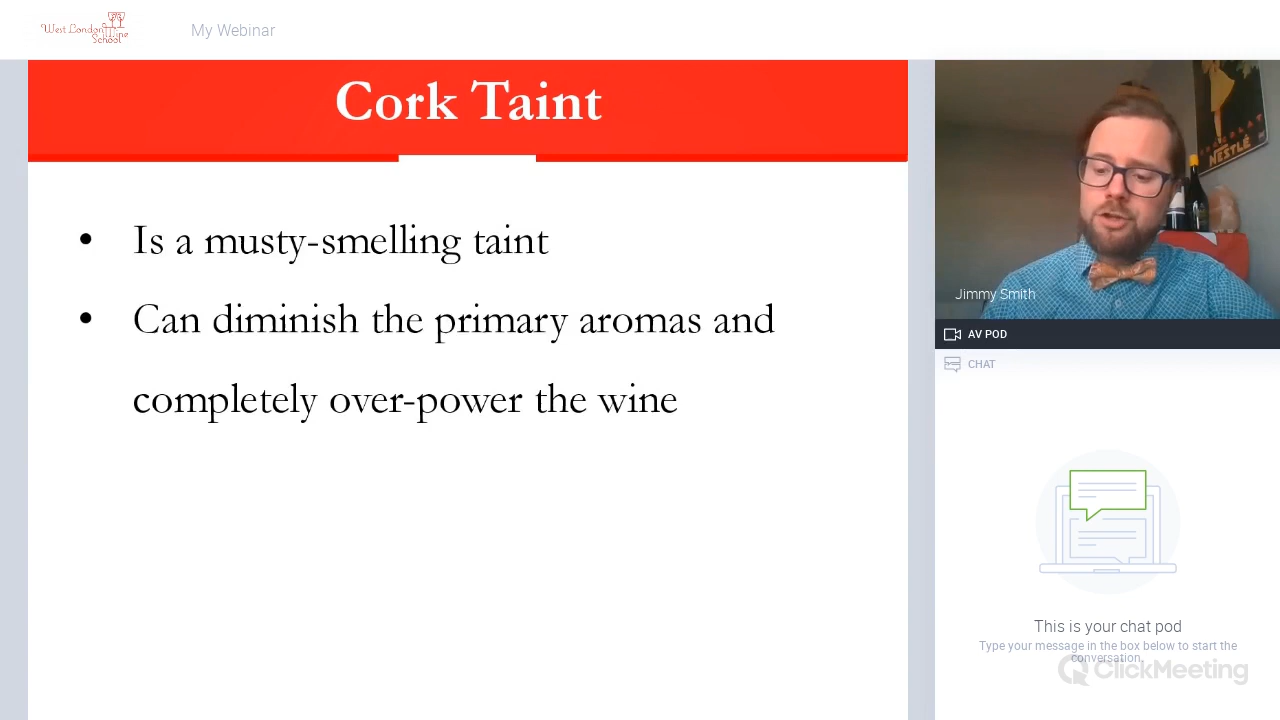 West London Wine
School
My Webinar
Cork Taint
• Is a musty-smelling taint
• Can diminish the primary aromas and
completely over-power the wine
NESTLÉ
Jimmy Smith
AV POD
CHAT
This is your chat pod
Type your message in the box below to start the
conversation.
ClickMeeting